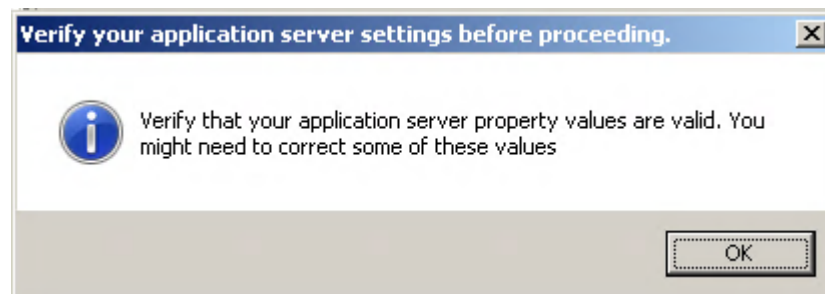 Verify your application server settings before proceeding.
Verify that your application server property values are valid. You
might need to correct some of these values
OK